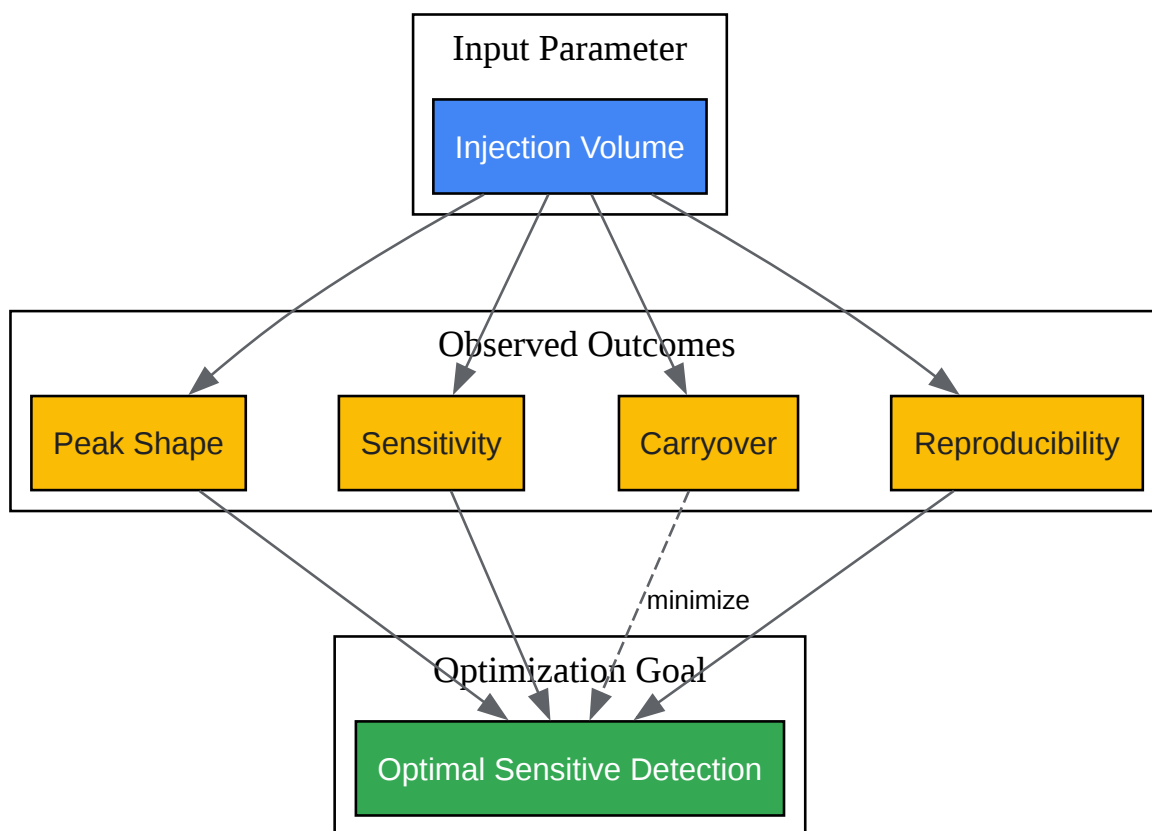 Input Parameter
Injection Volume
Observed Outcomes
Peak Shape
Sensitivity
Carryover
Reproducibility
minimize
Optimization Goal
Optimal Sensitive Detection